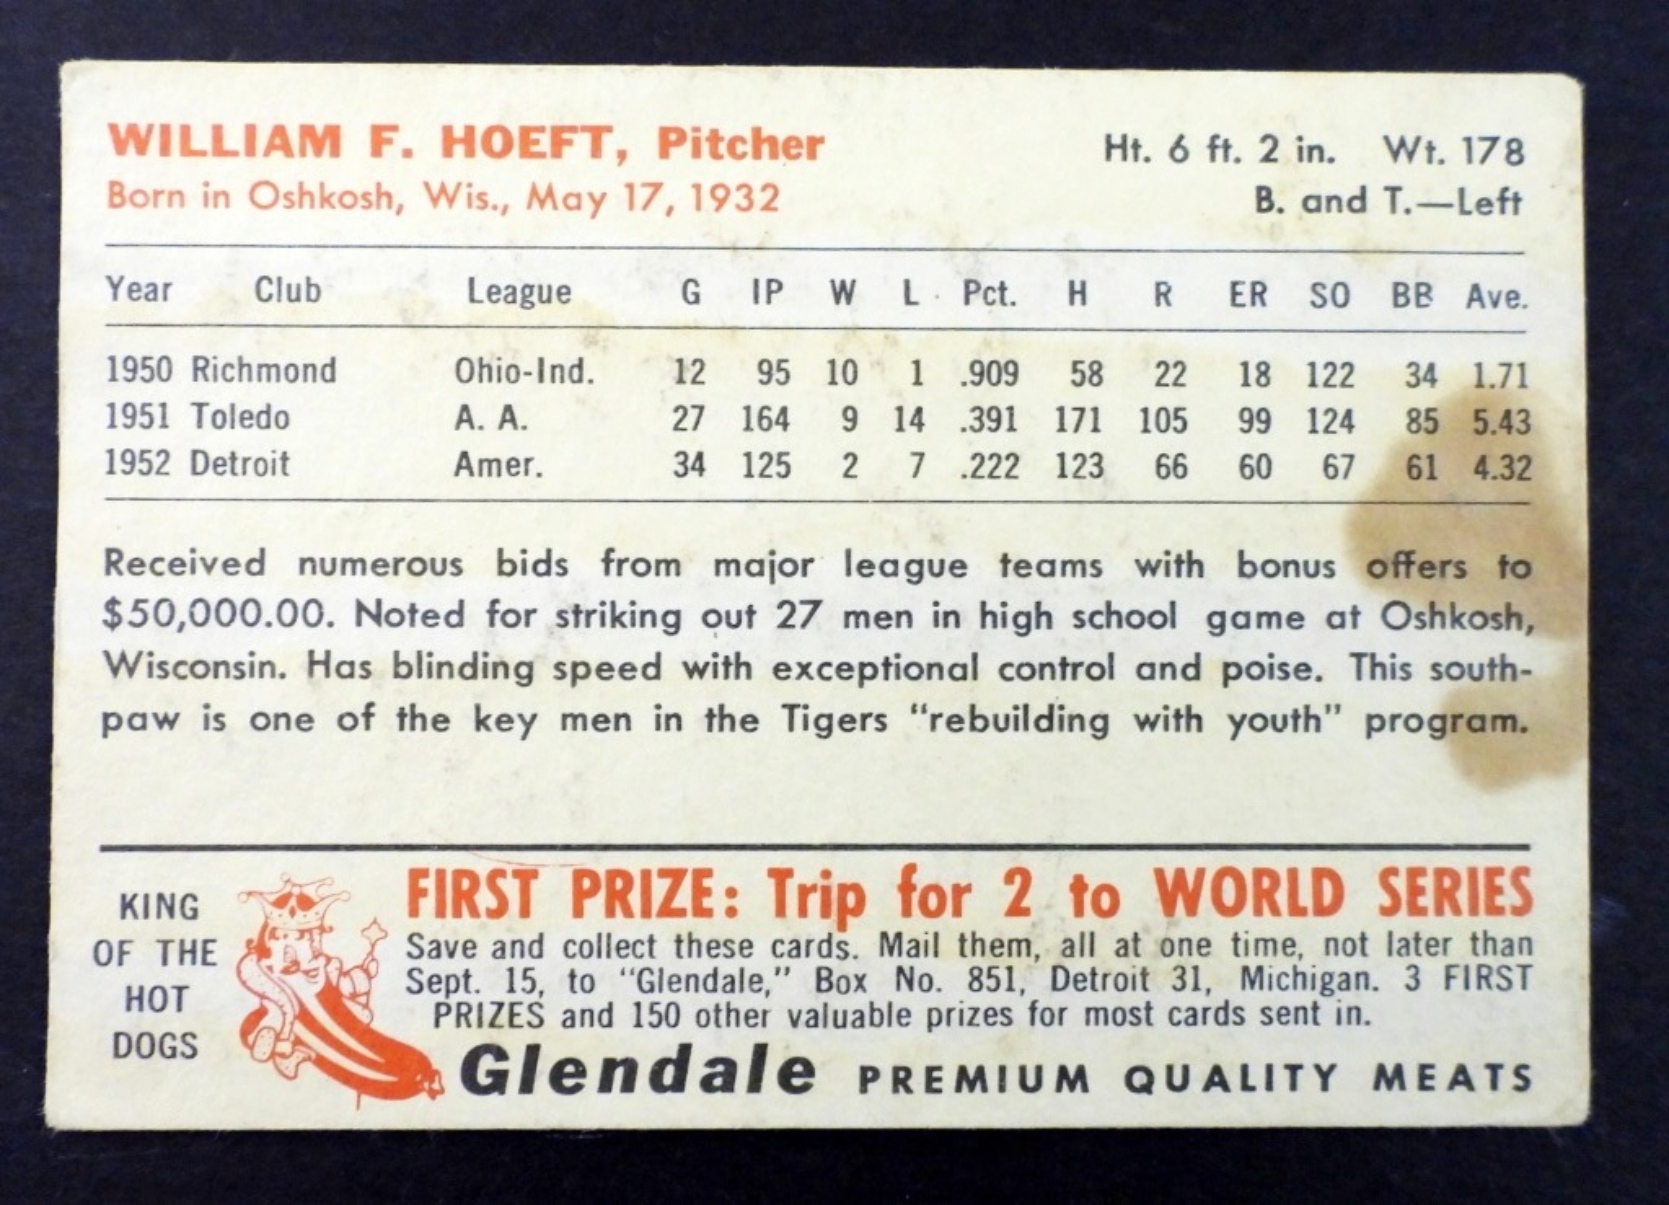 WILLIAM F. HOEFT, Pitcher Ht. 6 ft. 2 in. Wt. 178
Born in Oshkosh, Wis., May 17, 1932 B. and T.—Left
Year Club League G IP W L Pct. H R ER SO BB Ave.
1950 Richmond Ohio-Ind. 12 95 10 1 .909 58 22 18 122 34 1.71
1951 Toledo A. A. 27 164 9 14 .391 171 105 99 124 85 5.43
1952 Detroit Amer. 34 125 2 7 .222 123 66 60 67 61 4.32
Received numerous bids from major league teams with bonus offers to
$50,000.00. Noted for striking out 27 men in high school game at Oshkosh,
Wisconsin. Has blinding speed with exceptional control and poise. This south-
paw is one of the key men in the Tigers “rebuilding with youth” program.
KING
OF THE
HOT
DOGS
FIRST PRIZE: Trip for 2 to WORLD SERIES
Save and collect these cards. Mail them, all at one time, not later than
Sept. 15, to “Glendale,” Box No. 851, Detroit 31, Michigan. 3 FIRST
PRIZES and 150 other valuable prizes for most cards sent in.
Glendale PREMIUM QUALITY MEATS